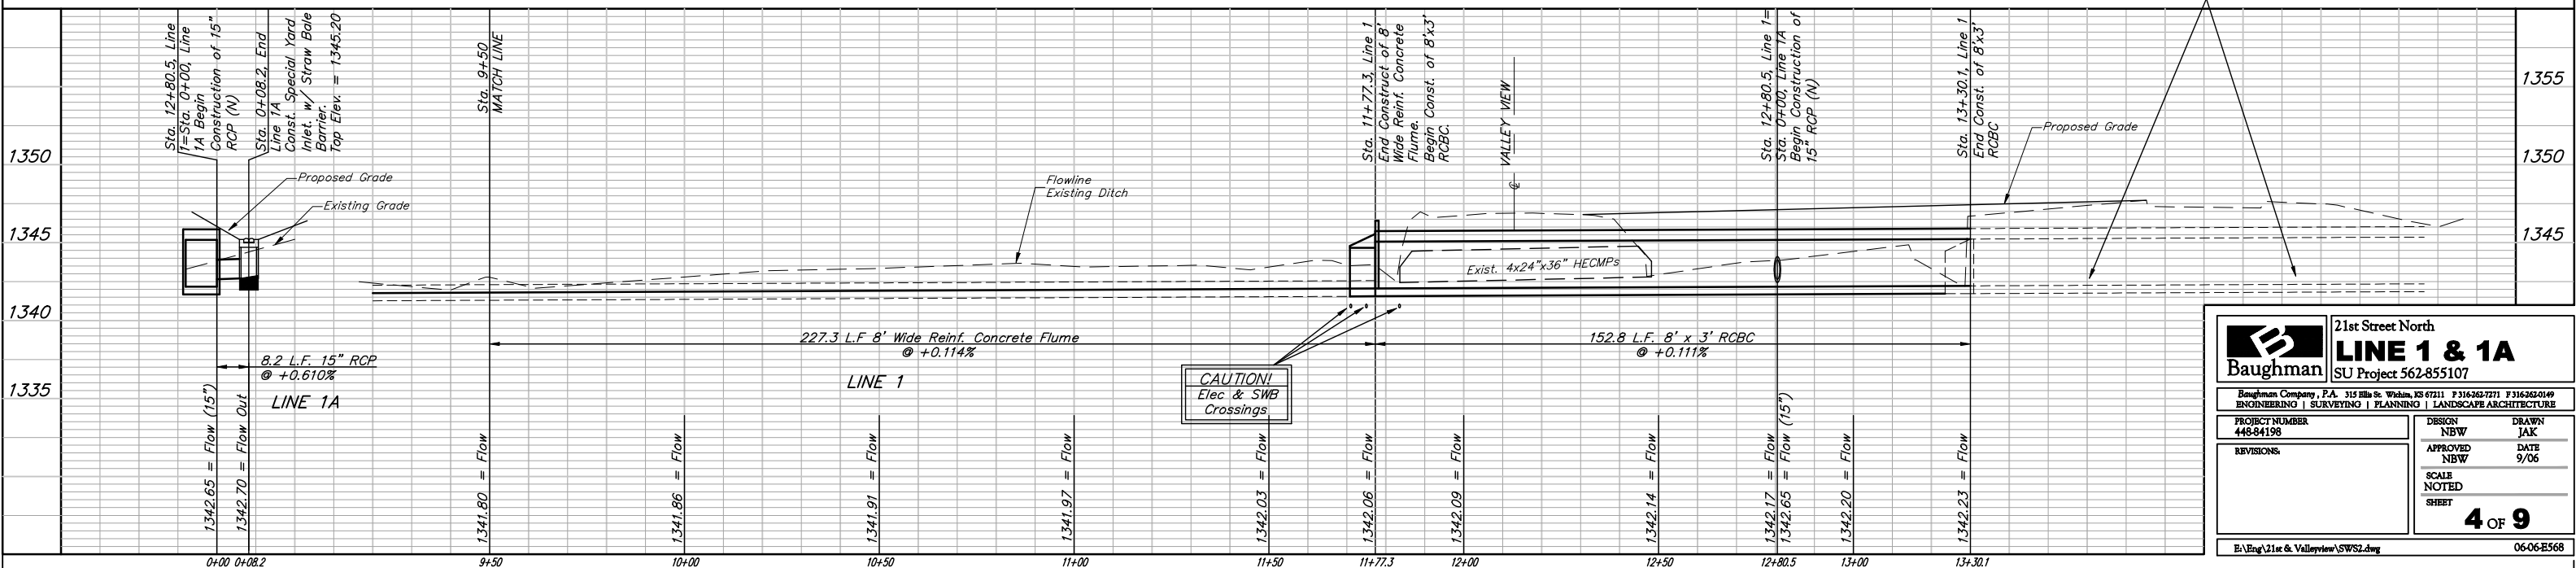 Sta. 12+80.5, Line
1=Sta. 0+00, Line
1A Begin
Construction of 15"
RCP (N)
Sta. 0+08.2, End
Line 1A
Const. Special Yard
Inlet. w/ Straw Bale
Barrier.
Top Elev. = 1345.20
Sta. 9+50
MATCH LINE
Sta. 11+77.3, Line 1
End Construct of 8'
Wide Reinf. Concrete
Flume.
Begin Const. of 8'x3'
RCBC.
VALLEY VIEW
℄
Sta. 12+80.5, Line 1=
Sta. 0+00, Line 1A
Begin Construction of
15" RCP (N)
Sta. 13+30.1, Line 1
End Const. of 8'x3'
RCBC
1355
1350
1350
1345
1345
1340
1335
Proposed Grade
Existing Grade
Flowline
Existing Ditch
Proposed Grade
Exist. 4x24"x36" HECMPs
8.2 L.F. 15" RCP
@ +0.610%
LINE 1A
227.3 L.F 8' Wide Reinf. Concrete Flume
@ +0.114%
LINE 1
152.8 L.F. 8' x 3' RCBC
@ +0.111%
CAUTION!
Elec & SWB
Crossings
1342.65 = Flow (15")
1342.70 = Flow Out
1341.80 = Flow
1341.86 = Flow
1341.91 = Flow
1341.97 = Flow
1342.03 = Flow
1342.06 = Flow
1342.09 = Flow
1342.14 = Flow
1342.17 = Flow
1342.65 = Flow (15")
1342.20 = Flow
1342.23 = Flow
0+00 0+08.2 9+50 10+00 10+50 11+00 11+50 11+77.3 12+00 12+50 12+80.5 13+00 13+30.1
Baughman
21st Street North
LINE 1 & 1A
SU Project 562-855107
Baughman Company, P.A. 315 Ellis St. Wichita, KS 67211 P 316-262-7271 F 316-262-0149
ENGINEERING | SURVEYING | PLANNING | LANDSCAPE ARCHITECTURE
PROJECT NUMBER
448-84198
REVISIONS:
DESIGN
NBW
DRAWN
JAK
APPROVED
NBW
DATE
9/06
SCALE
NOTED
SHEET
4 OF 9
E:\Eng\21st & Valleyview\SWS2.dwg
06-06-E568